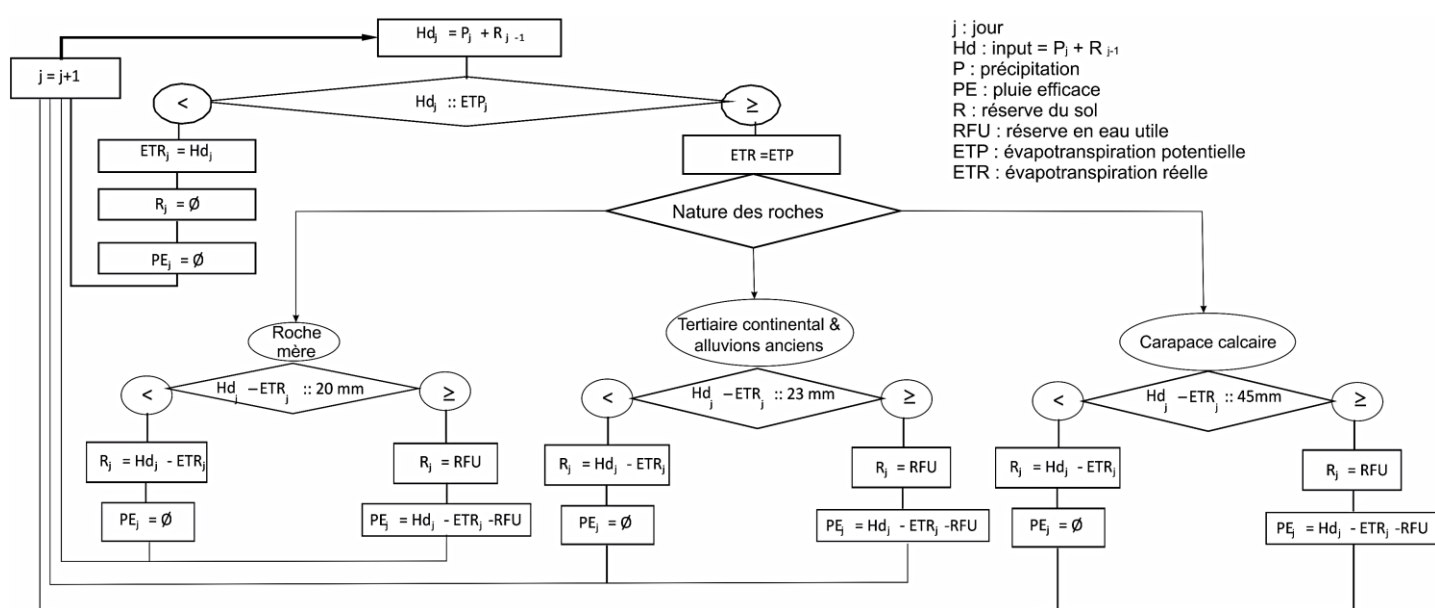 Hdj = Pj + R j-1
j = j+1
<
Hdj :: ETPj
≥
ETRj = Hdj
ETR =ETP
Rj = Ø
PEj = Ø
Nature des roches
j : jour
Hd : input = Pj + R j-1
P : précipitation
PE : pluie efficace
R : réserve du sol
RFU : réserve en eau utile
ETP : évapotranspiration potentielle
ETR : évapotranspiration réelle
Roche
mère
<
Hdj – ETRj :: 20 mm
≥
Rj = Hdj - ETRj
Rj = RFU
PEj = Ø
PEj = Hdj - ETRj -RFU
Tertiaire continental &
alluvions anciens
<
Hdj – ETRj :: 23 mm
≥
Rj = Hdj - ETRj
Rj = RFU
PEj = Ø
PEj = Hdj - ETRj -RFU
Carapace calcaire
<
Hdj – ETRj :: 45mm
≥
Rj = Hdj - ETRj
Rj = RFU
PEj = Ø
PEj = Hdj - ETRj -RFU